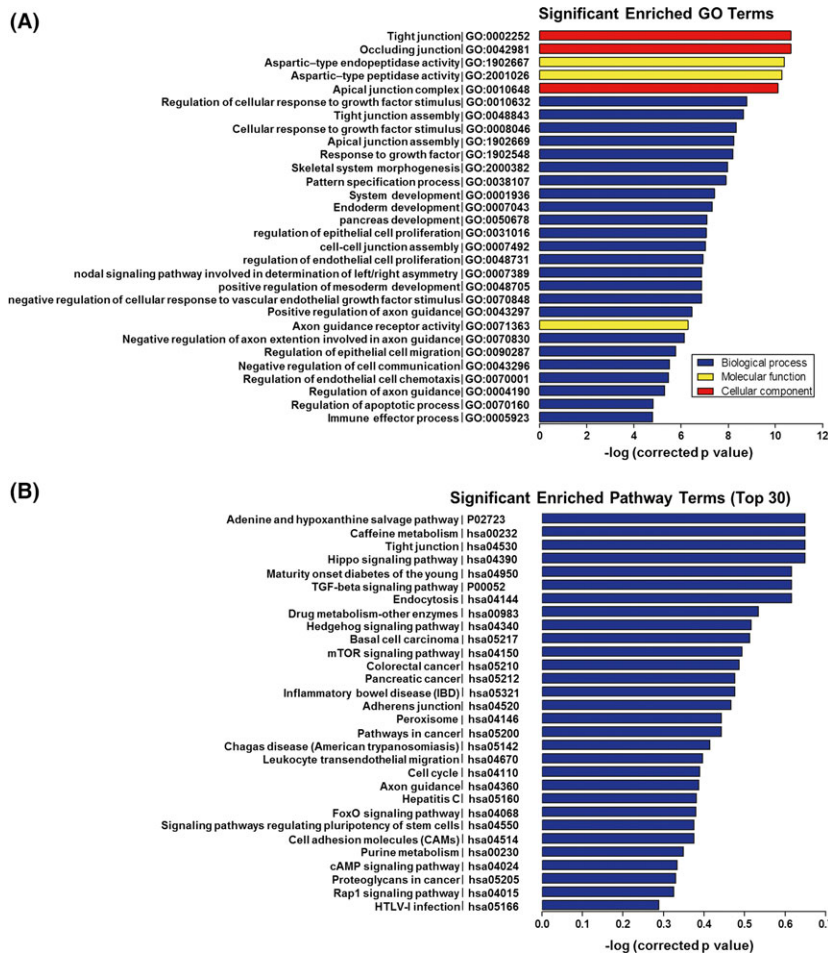 (A)
Significant Enriched GO Terms
Tight junction| GO:0002252
Occluding junction| GO:0042981
Aspartic–type endopeptidase activity| GO:1902667
Aspartic–type peptidase activity| GO:2001026
Apical junction complex| GO:0010648
Regulation of cellular response to growth factor stimulus| GO:0010632
Tight junction assembly| GO:0048843
Cellular response to growth factor stimulus| GO:0008046
Apical junction assembly| GO:1902669
Response to growth factor| GO:1902548
Skeletal system morphogenesis| GO:2000382
Pattern specification process| GO:0038107
System development| GO:0001936
Endoderm development| GO:0007043
pancreas development| GO:0050678
regulation of epithelial cell proliferation| GO:0031016
cell-cell junction assembly| GO:0007492
regulation of endothelial cell proliferation| GO:0048731
nodal signaling pathway involved in determination of left/right asymmetry| GO:0007389
positive regulation of mesoderm development| GO:0048705
negative regulation of cellular response to vascular endothelial growth factor stimulus| GO:0070848
Positive regulation of axon guidance| GO:0043297
Axon guidance receptor activity| GO:0071363
Negative regulation of axon extention involved in axon guidance| GO:0070830
Regulation of epithelial cell migration| GO:0090287
Negative regulation of cell communication| GO:0043296
Regulation of endothelial cell chemotaxis| GO:0070001
Regulation of axon guidance| GO:0004190
Regulation of apoptotic process| GO:0070160
Immune effector process| GO:0005923
Biological process
Molecular function
Cellular component
0 2 4 6 8 10 12
-log (corrected p value)
(B)
Significant Enriched Pathway Terms (Top 30)
Adenine and hypoxanthine salvage pathway| P02723
Caffeine metabolism| hsa00232
Tight junction| hsa04530
Hippo signaling pathway| hsa04390
Maturity onset diabetes of the young| hsa04950
TGF-beta signaling pathway| P00052
Endocytosis| hsa04144
Drug metabolism-other enzymes| hsa00983
Hedgehog signaling pathway| hsa04340
Basal cell carcinoma| hsa05217
mTOR signaling pathway| hsa04150
Colorectal cancer| hsa05210
Pancreatic cancer| hsa05212
Inflammatory bowel disease (IBD)| hsa05321
Adherens junction| hsa04520
Peroxisome | hsa04146
Pathways in cancer| hsa05200
Chagas disease (American trypanosomiasis)| hsa05142
Leukocyte transendothelial migration| hsa04670
Cell cycle| hsa04110
Axon guidance| hsa04360
Hepatitis C| hsa05160
FoxO signaling pathway| hsa04068
Signaling pathways regulating pluripotency of stem cells| hsa04550
Cell adhesion molecules (CAMs)| hsa04514
Purine metabolism| hsa00230
cAMP signaling pathway| hsa04024
Proteoglycans in cancer| hsa05205
Rap1 signaling pathway| hsa04015
HTLV-I infection| hsa05166
0.0 0.1 0.2 0.3 0.4 0.5 0.6
-log (corrected p value)